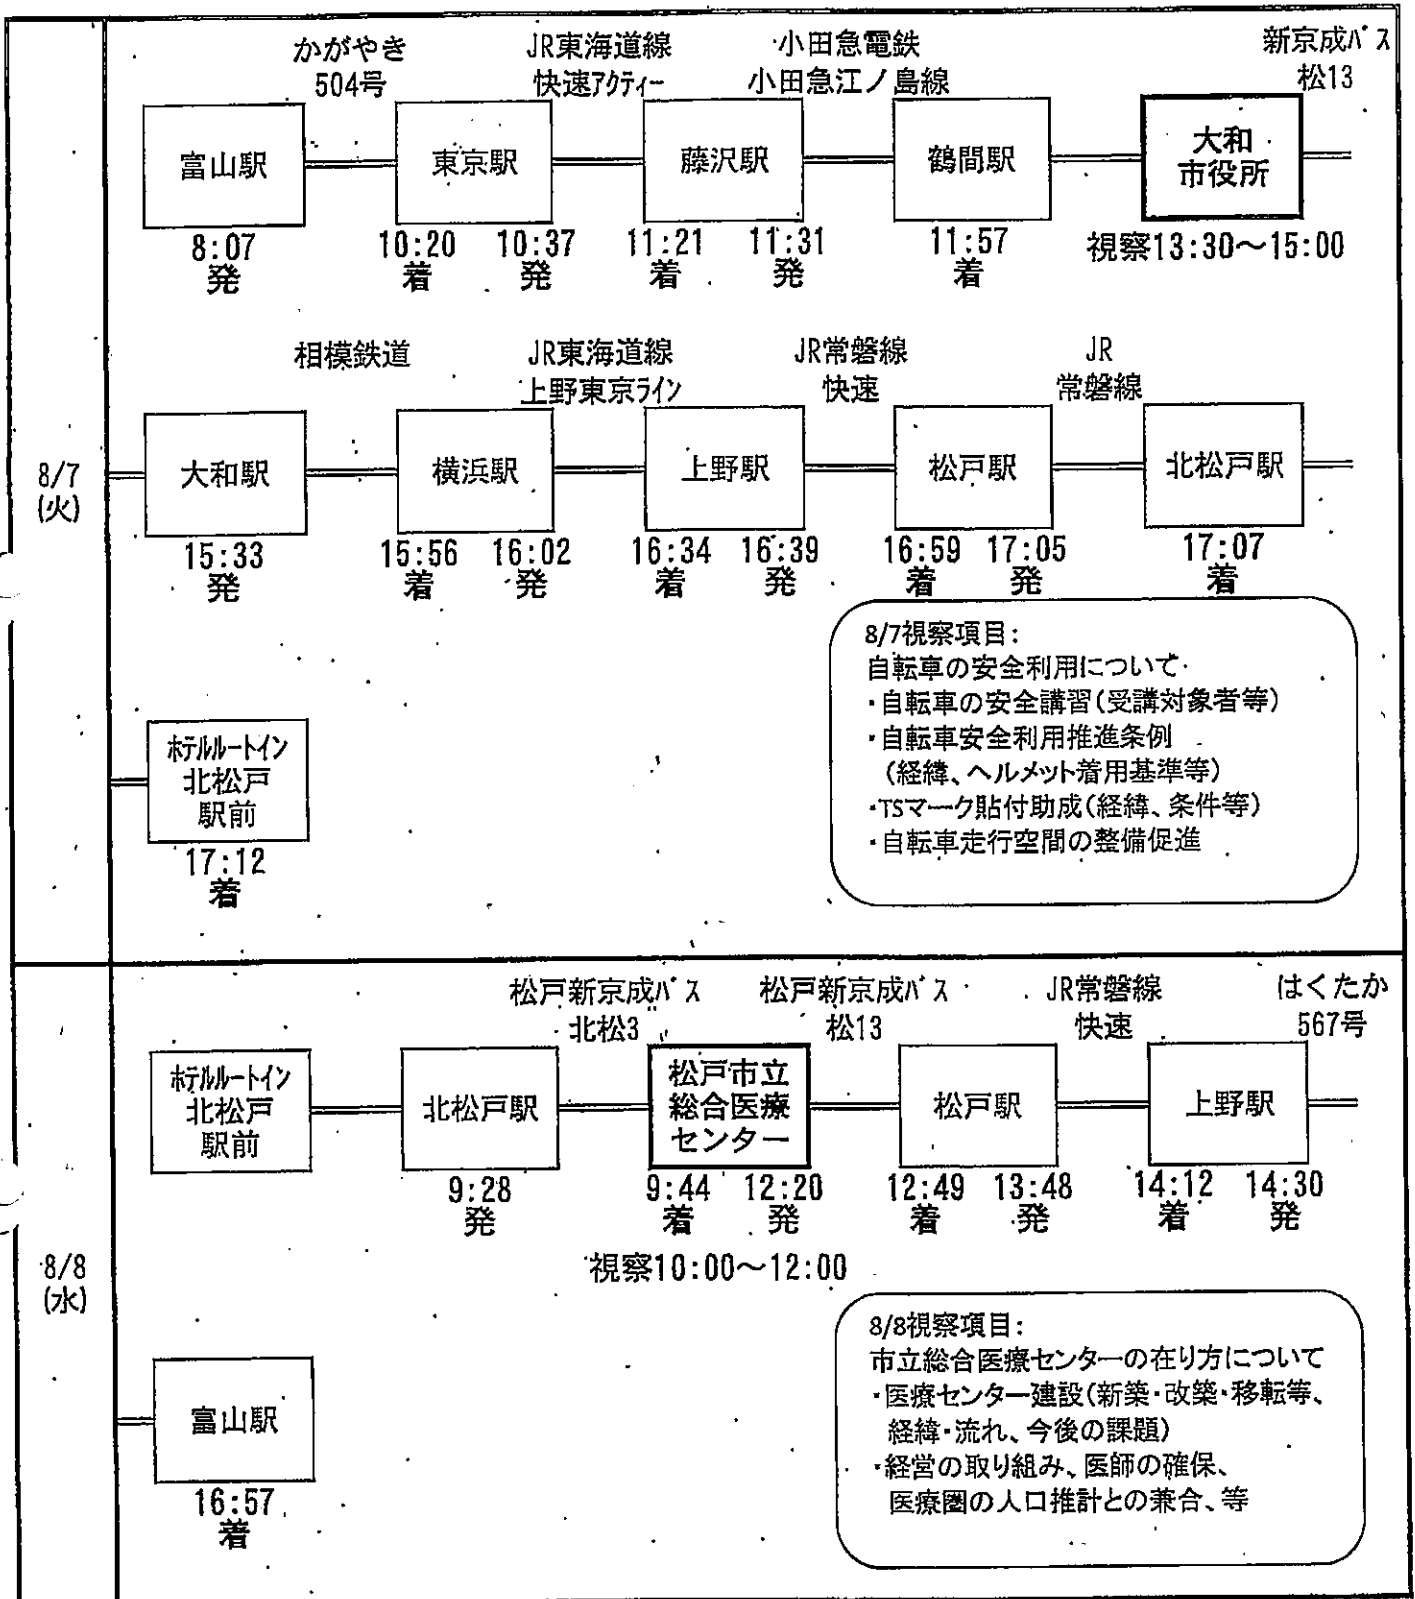 8/7
(火)
かがやき
504号
JR東海道線
快速アクティー
小田急電鉄
小田急江ノ島線
新京成バス
松13
富山駅
東京駅
藤沢駅
鶴間駅
大和
市役所
8:07
発
10:20
着
10:37
発
11:21
着
11:31
発
11:57
着
視察13:30～15:00
相模鉄道
JR東海道線
上野東京ライン
JR常磐線
快速
JR
常磐線
大和駅
横浜駅
上野駅
松戸駅
北松戸駅
15:33
発
15:56
着
16:02
発
16:34
着
16:39
発
16:59
着
17:05
発
17:07
着
ホテルルートイン
北松戸
駅前
17:12
着
8/7視察項目:
自転車の安全利用について
・自転車の安全講習(受講対象者等)
・自転車安全利用推進条例
(経緯、ヘルメット着用基準等)
・TSマーク貼付助成(経緯、条件等)
・自転車走行空間の整備促進
8/8
(水)
松戸新京成バス
北松3
松戸新京成バス
松13
JR常磐線
快速
はくたか
567号
ホテルルートイン
北松戸
駅前
北松戸駅
松戸市立
総合医療
センター
松戸駅
上野駅
9:28
発
9:44
着
12:20
発
12:49
着
13:48
発
14:12
着
14:30
発
視察10:00～12:00
富山駅
16:57
着
8/8視察項目:
市立総合医療センターの在り方について
・医療センター建設(新築・改築・移転等、
経緯・流れ、今後の課題)
・経営の取り組み、医師の確保、
医療圏の人口推計との兼合、等